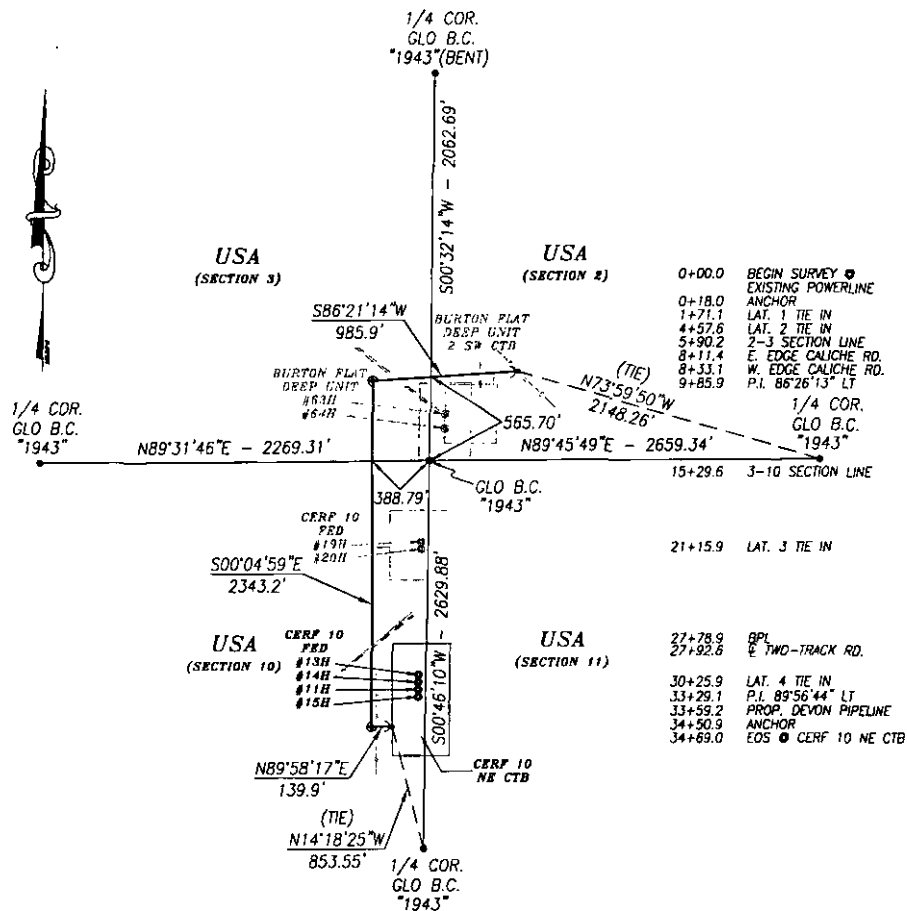 1/4 COR.
GLO B.C.
"1943"(BENT)
S00°32'14"W - 2062.69'
USA
(SECTION 3)
USA
(SECTION 2)
S86°21'14"W
985.9'
BURTON FLAT
DEEP UNIT
2 SW CTB
BURTON FLAT
DEEP UNIT
#63H
#64H
(TIE)
N73°59'50"W
2148.26'
1/4 COR.
GLO B.C.
"1943"
N89°31'46"E - 2269.31'
565.70'
N89°45'49"E - 2659.34'
1/4 COR.
GLO B.C.
"1943"
388.79'
GLO B.C.
"1943"
CERF 10
FED
#19H
#20H
S00°04'59"E
2343.2'
S00°46'10"W - 2629.88'
USA
(SECTION 10)
CERF 10
FED
#13H
#14H
#11H
#15H
USA
(SECTION 11)
N89°58'17"E
139.9'
CERF 10
NE CTB
(TIE)
N14°18'25"W
853.55'
1/4 COR.
GLO B.C.
"1943"
0+00.0 BEGIN SURVEY @
EXISTING POWERLINE
0+18.0 ANCHOR
1+71.1 LAT. 1 TIE IN
4+57.6 LAT. 2 TIE IN
5+90.2 2-3 SECTION LINE
8+11.4 E. EDGE CALICHE RD.
8+33.1 W. EDGE CALICHE RD.
9+85.9 P.I. 86°26'13" LT
15+29.6 3-10 SECTION LINE
21+15.9 LAT. 3 TIE IN
27+78.9 BPL
27+92.6 ℄ TWO-TRACK RD.
30+25.9 LAT. 4 TIE IN
33+29.1 P.I. 89°56'44" LT
33+59.2 PROP. DEVON PIPELINE
34+50.9 ANCHOR
34+69.0 EOS @ CERF 10 NE CTB